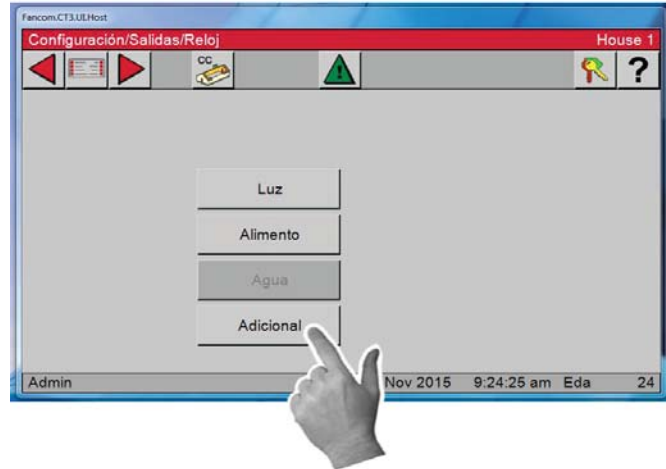 Fancom.CT3.UI.Host
Configuración/Salidas/Reloj House 1
CC ?
Luz
Alimento
Agua
Adicional
Admin Nov 2015 9:24:25 am Eda 24